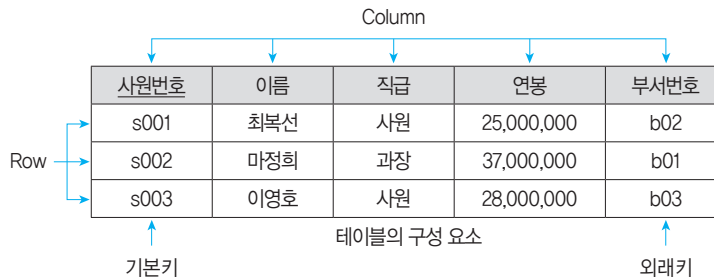 Column
사원번호 이름 직급 연봉 부서번호
s001 최복선 사원 25,000,000 b02
Row s002 마정희 과장 37,000,000 b01
s003 이영호 사원 28,000,000 b03
테이블의 구성 요소
기본키 외래키